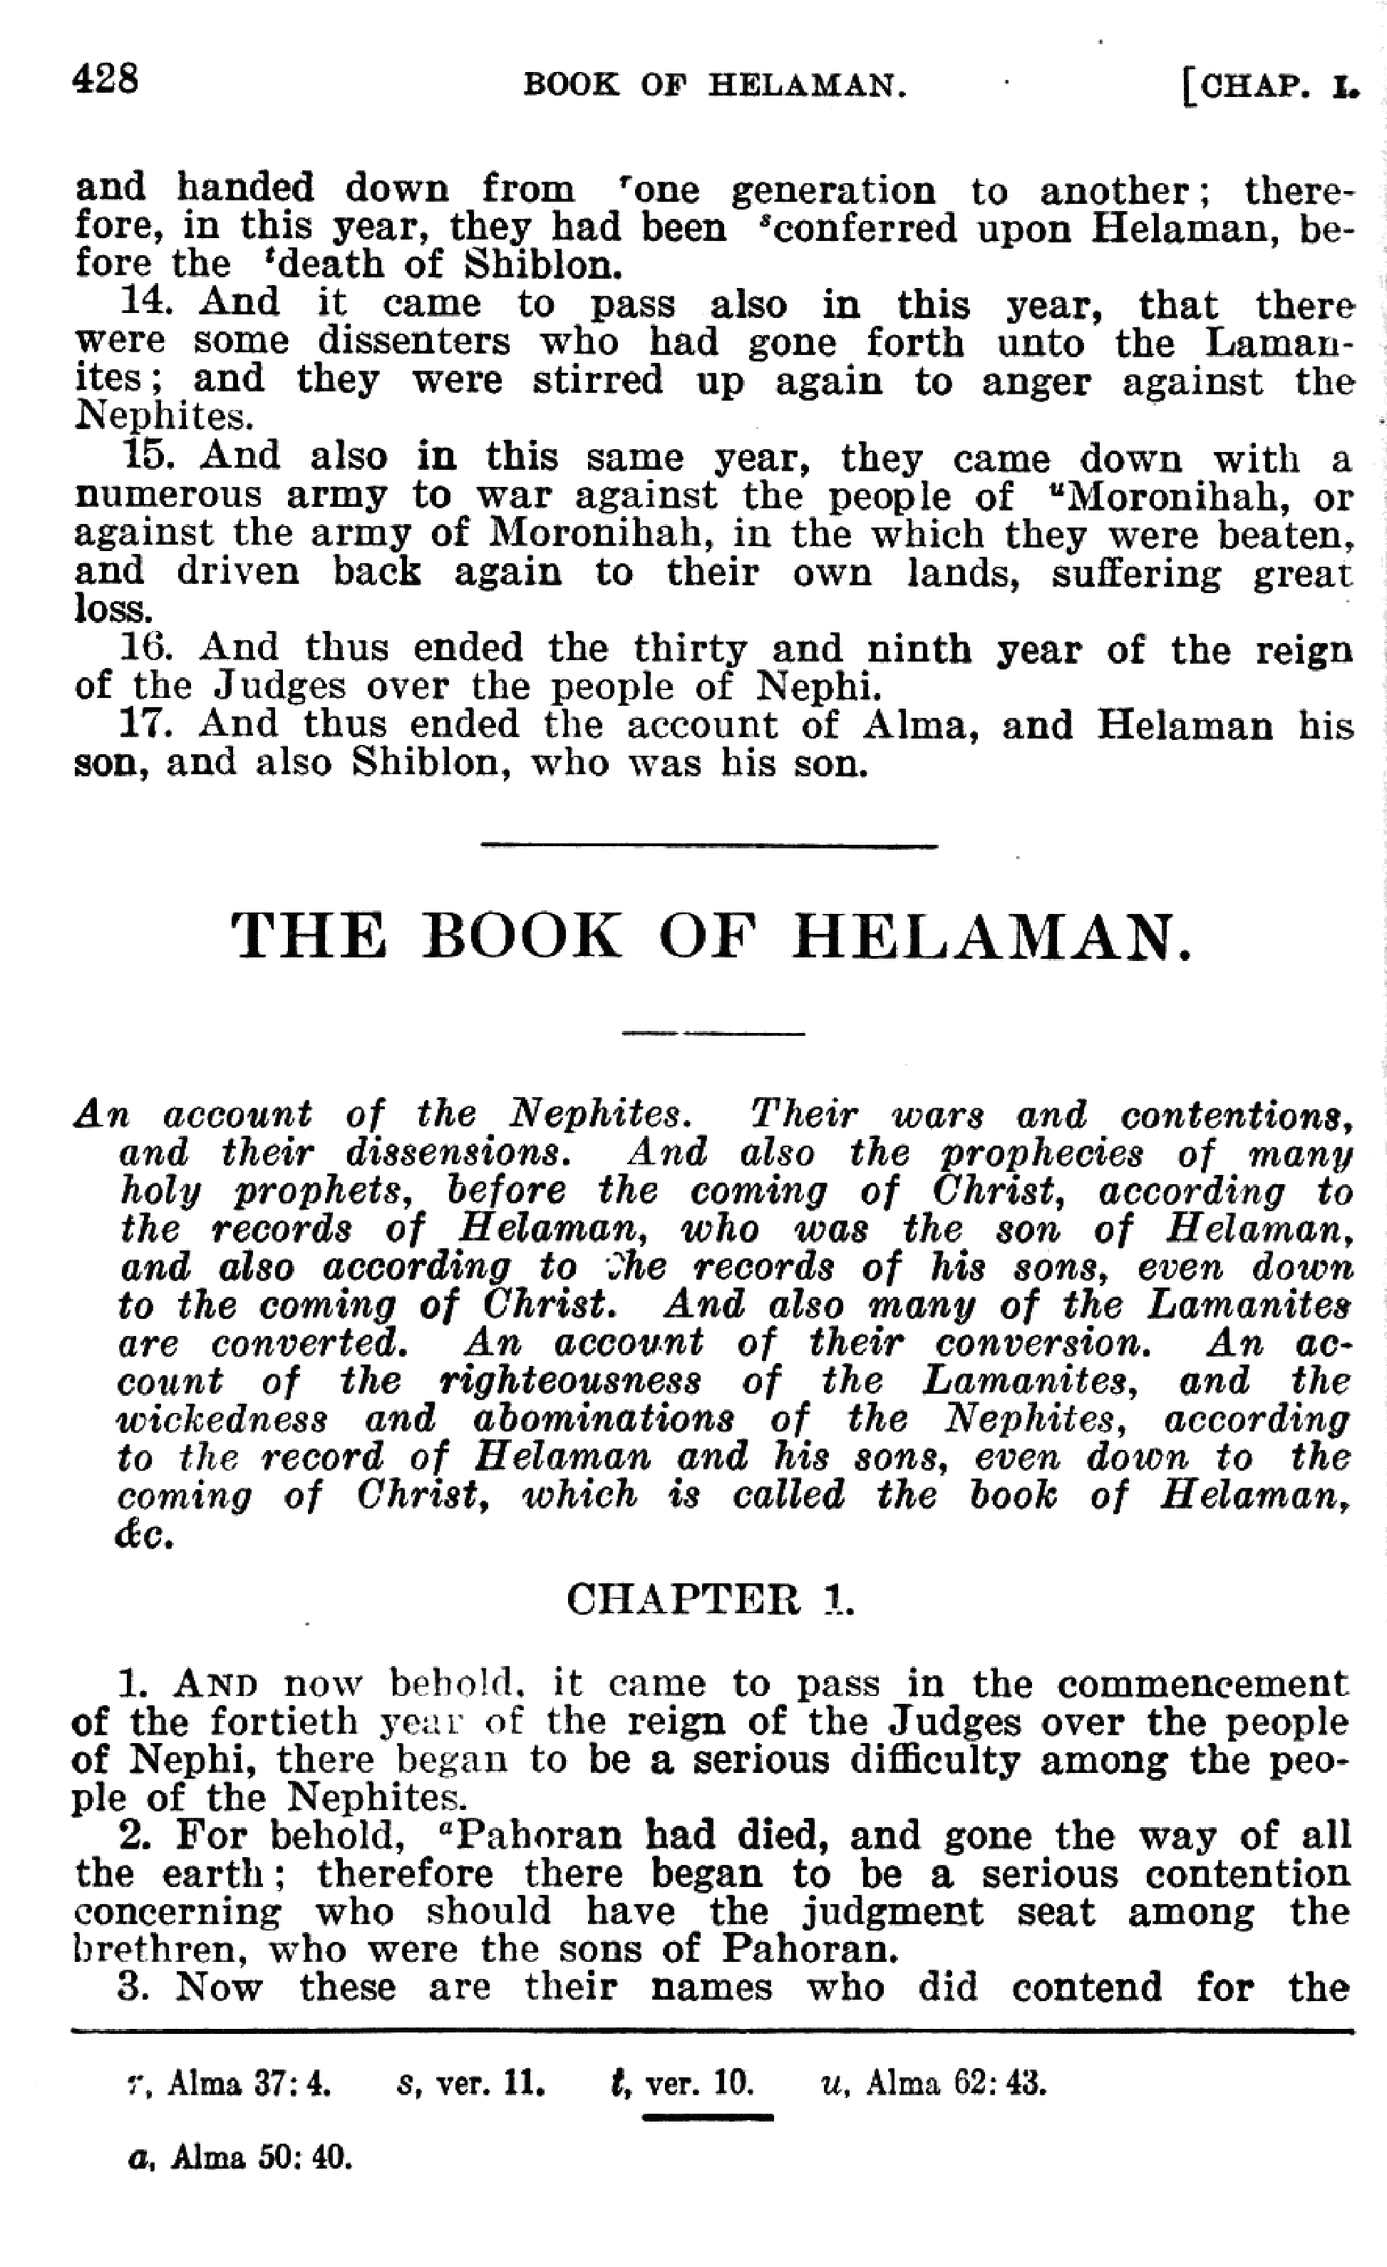 428 BOOK OF HELAMAN. [CHAP. I.
and handed down from ʳone generation to another; there-
fore, in this year, they had been ˢconferred upon Helaman, be-
fore the ᵗdeath of Shiblon.
14. And it came to pass also in this year, that there
were some dissenters who had gone forth unto the Laman-
ites; and they were stirred up again to anger against the
Nephites.
15. And also in this same year, they came down with a
numerous army to war against the people of ᵘMoronihah, or
against the army of Moronihah, in the which they were beaten,
and driven back again to their own lands, suffering great
loss.
16. And thus ended the thirty and ninth year of the reign
of the Judges over the people of Nephi.
17. And thus ended the account of Alma, and Helaman his
son, and also Shiblon, who was his son.
THE BOOK OF HELAMAN.
An account of the Nephites. Their wars and contentions,
and their dissensions. And also the prophecies of many
holy prophets, before the coming of Christ, according to
the records of Helaman, who was the son of Helaman,
and also according to the records of his sons, even down
to the coming of Christ. And also many of the Lamanites
are converted. An account of their conversion. An ac-
count of the righteousness of the Lamanites, and the
wickedness and abominations of the Nephites, according
to the record of Helaman and his sons, even down to the
coming of Christ, which is called the book of Helaman,
&c.
CHAPTER 1.
1. AND now behold, it came to pass in the commencement
of the fortieth year of the reign of the Judges over the people
of Nephi, there began to be a serious difficulty among the peo-
ple of the Nephites.
2. For behold, ᵃPahoran had died, and gone the way of all
the earth; therefore there began to be a serious contention
concerning who should have the judgment seat among the
brethren, who were the sons of Pahoran.
3. Now these are their names who did contend for the
r, Alma 37: 4. s, ver. 11. t, ver. 10. u, Alma 62: 43.
a, Alma 50: 40.